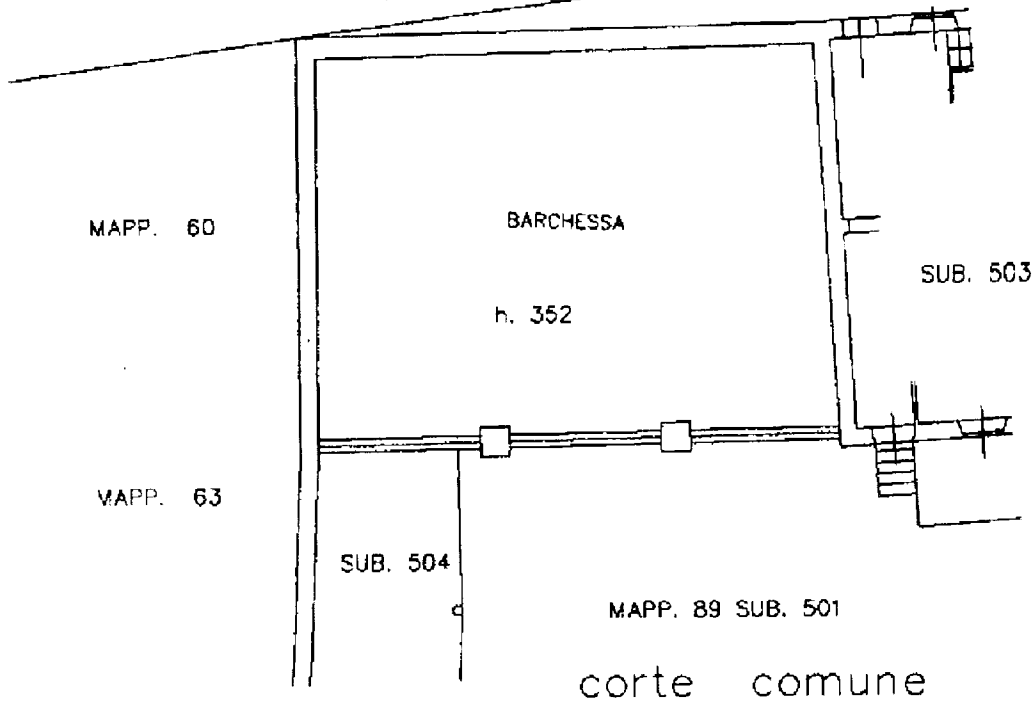 MAPP. 60
BARCHESSA
SUB. 503
h. 352
MAPP. 63
SUB. 504
MAPP. 89 SUB. 501
corte comune